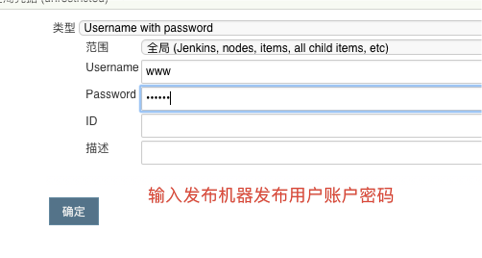 类型 Username with password
范围 全局 (Jenkins, nodes, items, all child items, etc)
Username www
Password ••••••
ID
描述
输入发布机器发布用户账户密码
确定